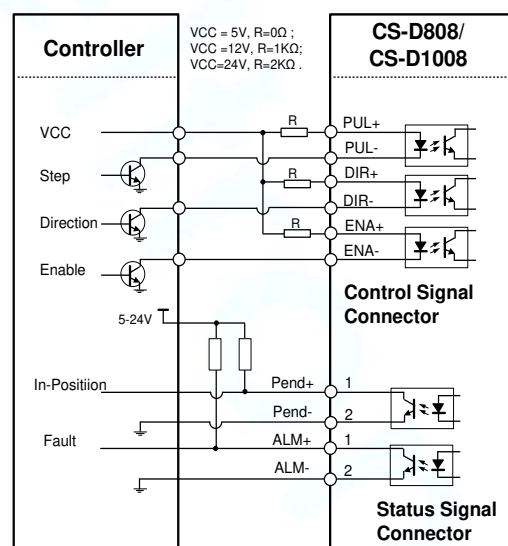 Controller
VCC = 5V, R=0Ω ;
VCC =12V, R=1KΩ;
VCC=24V, R=2KΩ .
CS-D808/
CS-D1008
VCC
R
PUL+
PUL-
Step
R
DIR+
DIR-
Direction
R
ENA+
ENA-
Enable
Control Signal
Connector
5-24V
In-Positiion
Pend+
1
Pend-
2
Fault
ALM+
1
ALM-
2
Status Signal
Connector